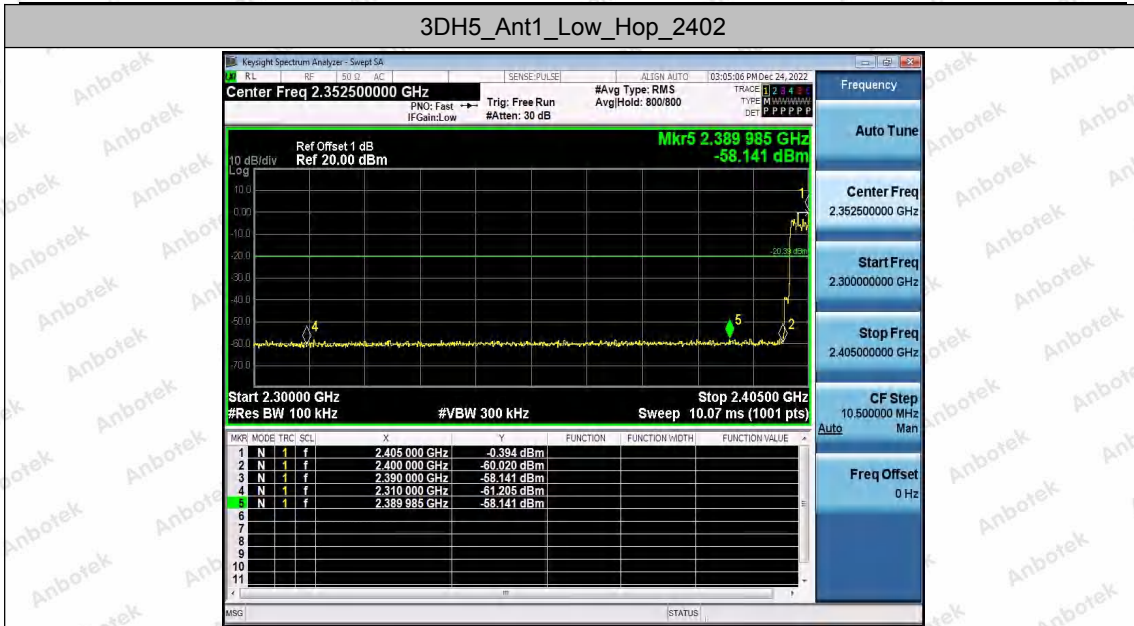 3DH5_Ant1_Low_Hop_2402
Keysight Spectrum Analyzer - Swept SA
RL RF 50 Ω AC SENSE:PULSE ALIGN AUTO 03:05:06 PM Dec 24, 2022
Center Freq 2.352500000 GHz
PNO: Fast
IFGain:Low
Trig: Free Run
#Atten: 30 dB
#Avg Type: RMS
Avg|Hold: 800/800
TRACE 1 2 3 4 5 6
TYPE M W W W W W
DET P P P P P P
Mkr5 2.389 985 GHz
-58.141 dBm
Ref Offset 1 dB
10 dB/div Ref 20.00 dBm
Log
10.0
0.00
-10.0
-20.0
-30.0
-40.0
-50.0
-60.0
-70.0
-20.39 dBm
1
4
5
2
Start 2.30000 GHz Stop 2.40500 GHz
#Res BW 100 kHz #VBW 300 kHz Sweep 10.07 ms (1001 pts)
MKR MODE TRC SCL X Y FUNCTION FUNCTION WIDTH FUNCTION VALUE
1 N 1 f 2.405 000 GHz -0.394 dBm
2 N 1 f 2.400 000 GHz -60.020 dBm
3 N 1 f 2.390 000 GHz -58.141 dBm
4 N 1 f 2.310 000 GHz -61.205 dBm
5 N 1 f 2.389 985 GHz -58.141 dBm
6
7
8
9
10
11
MSG STATUS
Frequency
Auto Tune
Center Freq
2.352500000 GHz
Start Freq
2.300000000 GHz
Stop Freq
2.405000000 GHz
CF Step
10.500000 MHz
Auto Man
Freq Offset
0 Hz
Anbotek